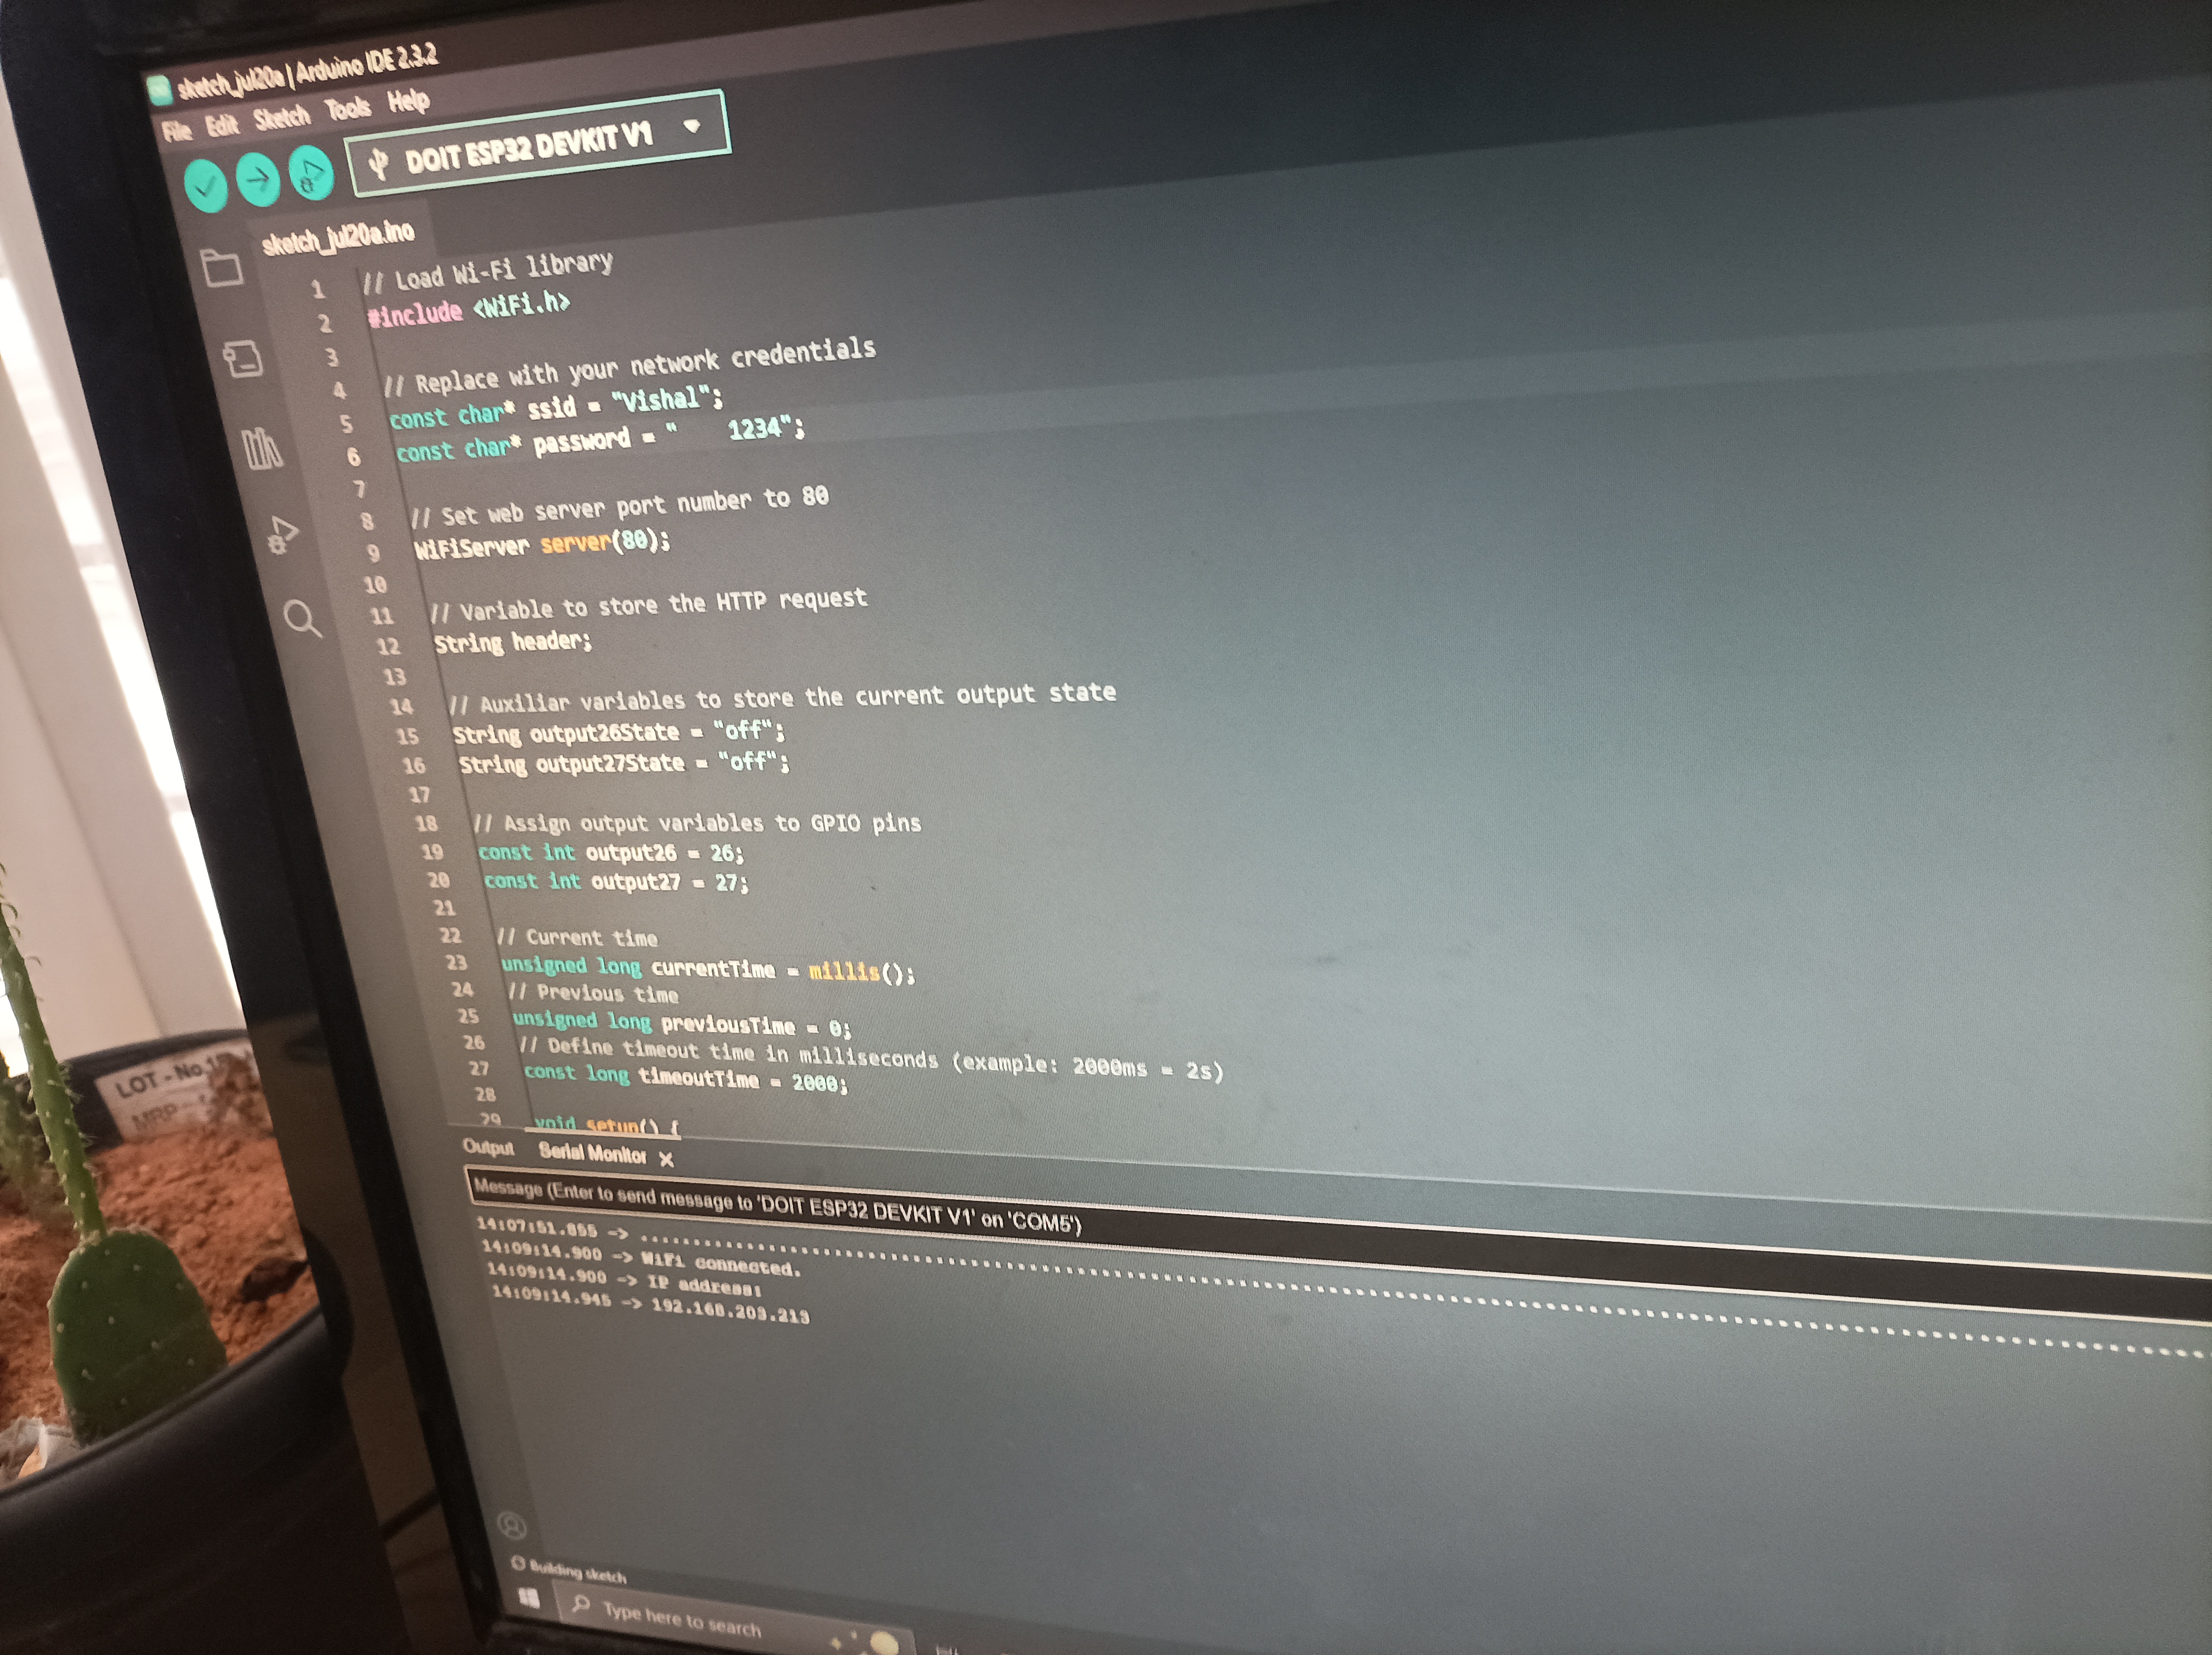 sketch_jul20a | Arduino IDE 2.3.2
File Edit Sketch Tools Help
DOIT ESP32 DEVKIT V1
sketch_jul20a.ino
1 // Load Wi-Fi library
2 #include <WiFi.h>
3
4 // Replace with your network credentials
5 const char* ssid = "Vishal";
6 const char* password = "    1234";
7
8 // Set web server port number to 80
9 WiFiServer server(80);
10
11 // Variable to store the HTTP request
12 String header;
13
14 // Auxiliar variables to store the current output state
15 String output26State = "off";
16 String output27State = "off";
17
18 // Assign output variables to GPIO pins
19 const int output26 = 26;
20 const int output27 = 27;
21
22 // Current time
23 unsigned long currentTime = millis();
24 // Previous time
25 unsigned long previousTime = 0;
26 // Define timeout time in milliseconds (example: 2000ms = 2s)
27 const long timeoutTime = 2000;
28
29 void setup() {
Output Serial Monitor
Message (Enter to send message to 'DOIT ESP32 DEVKIT V1' on 'COM5')
14:07:51.855 -> ................................................................................
14:09:14.900 -> WiFi connected.
14:09:14.900 -> IP address:
14:09:14.945 -> 192.168.203.213
Building sketch
Type here to search
LOT - No.
MRP